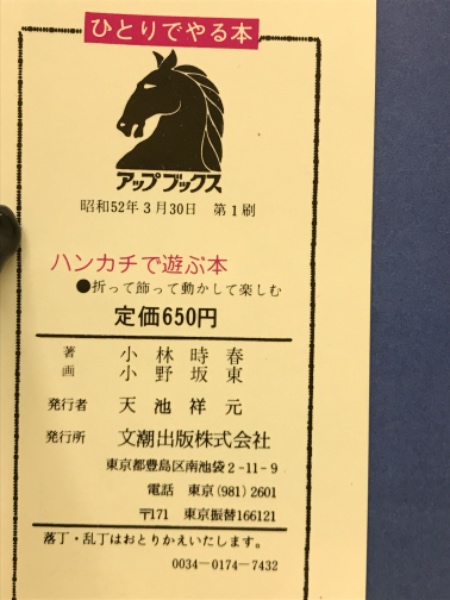 ひとりでやる本
アップブックス
昭和52年3月30日 第1刷
ハンカチで遊ぶ本
●折って飾って動かして楽しむ
定価650円
著 小林時春
画 小野坂東
発行者 天池祥元
発行所 文潮出版株式会社
東京都豊島区南池袋2-11-9
電話 東京(981)2601
〒171 東京振替166121
落丁・乱丁はおとりかえいたします。
0034-0174-7432